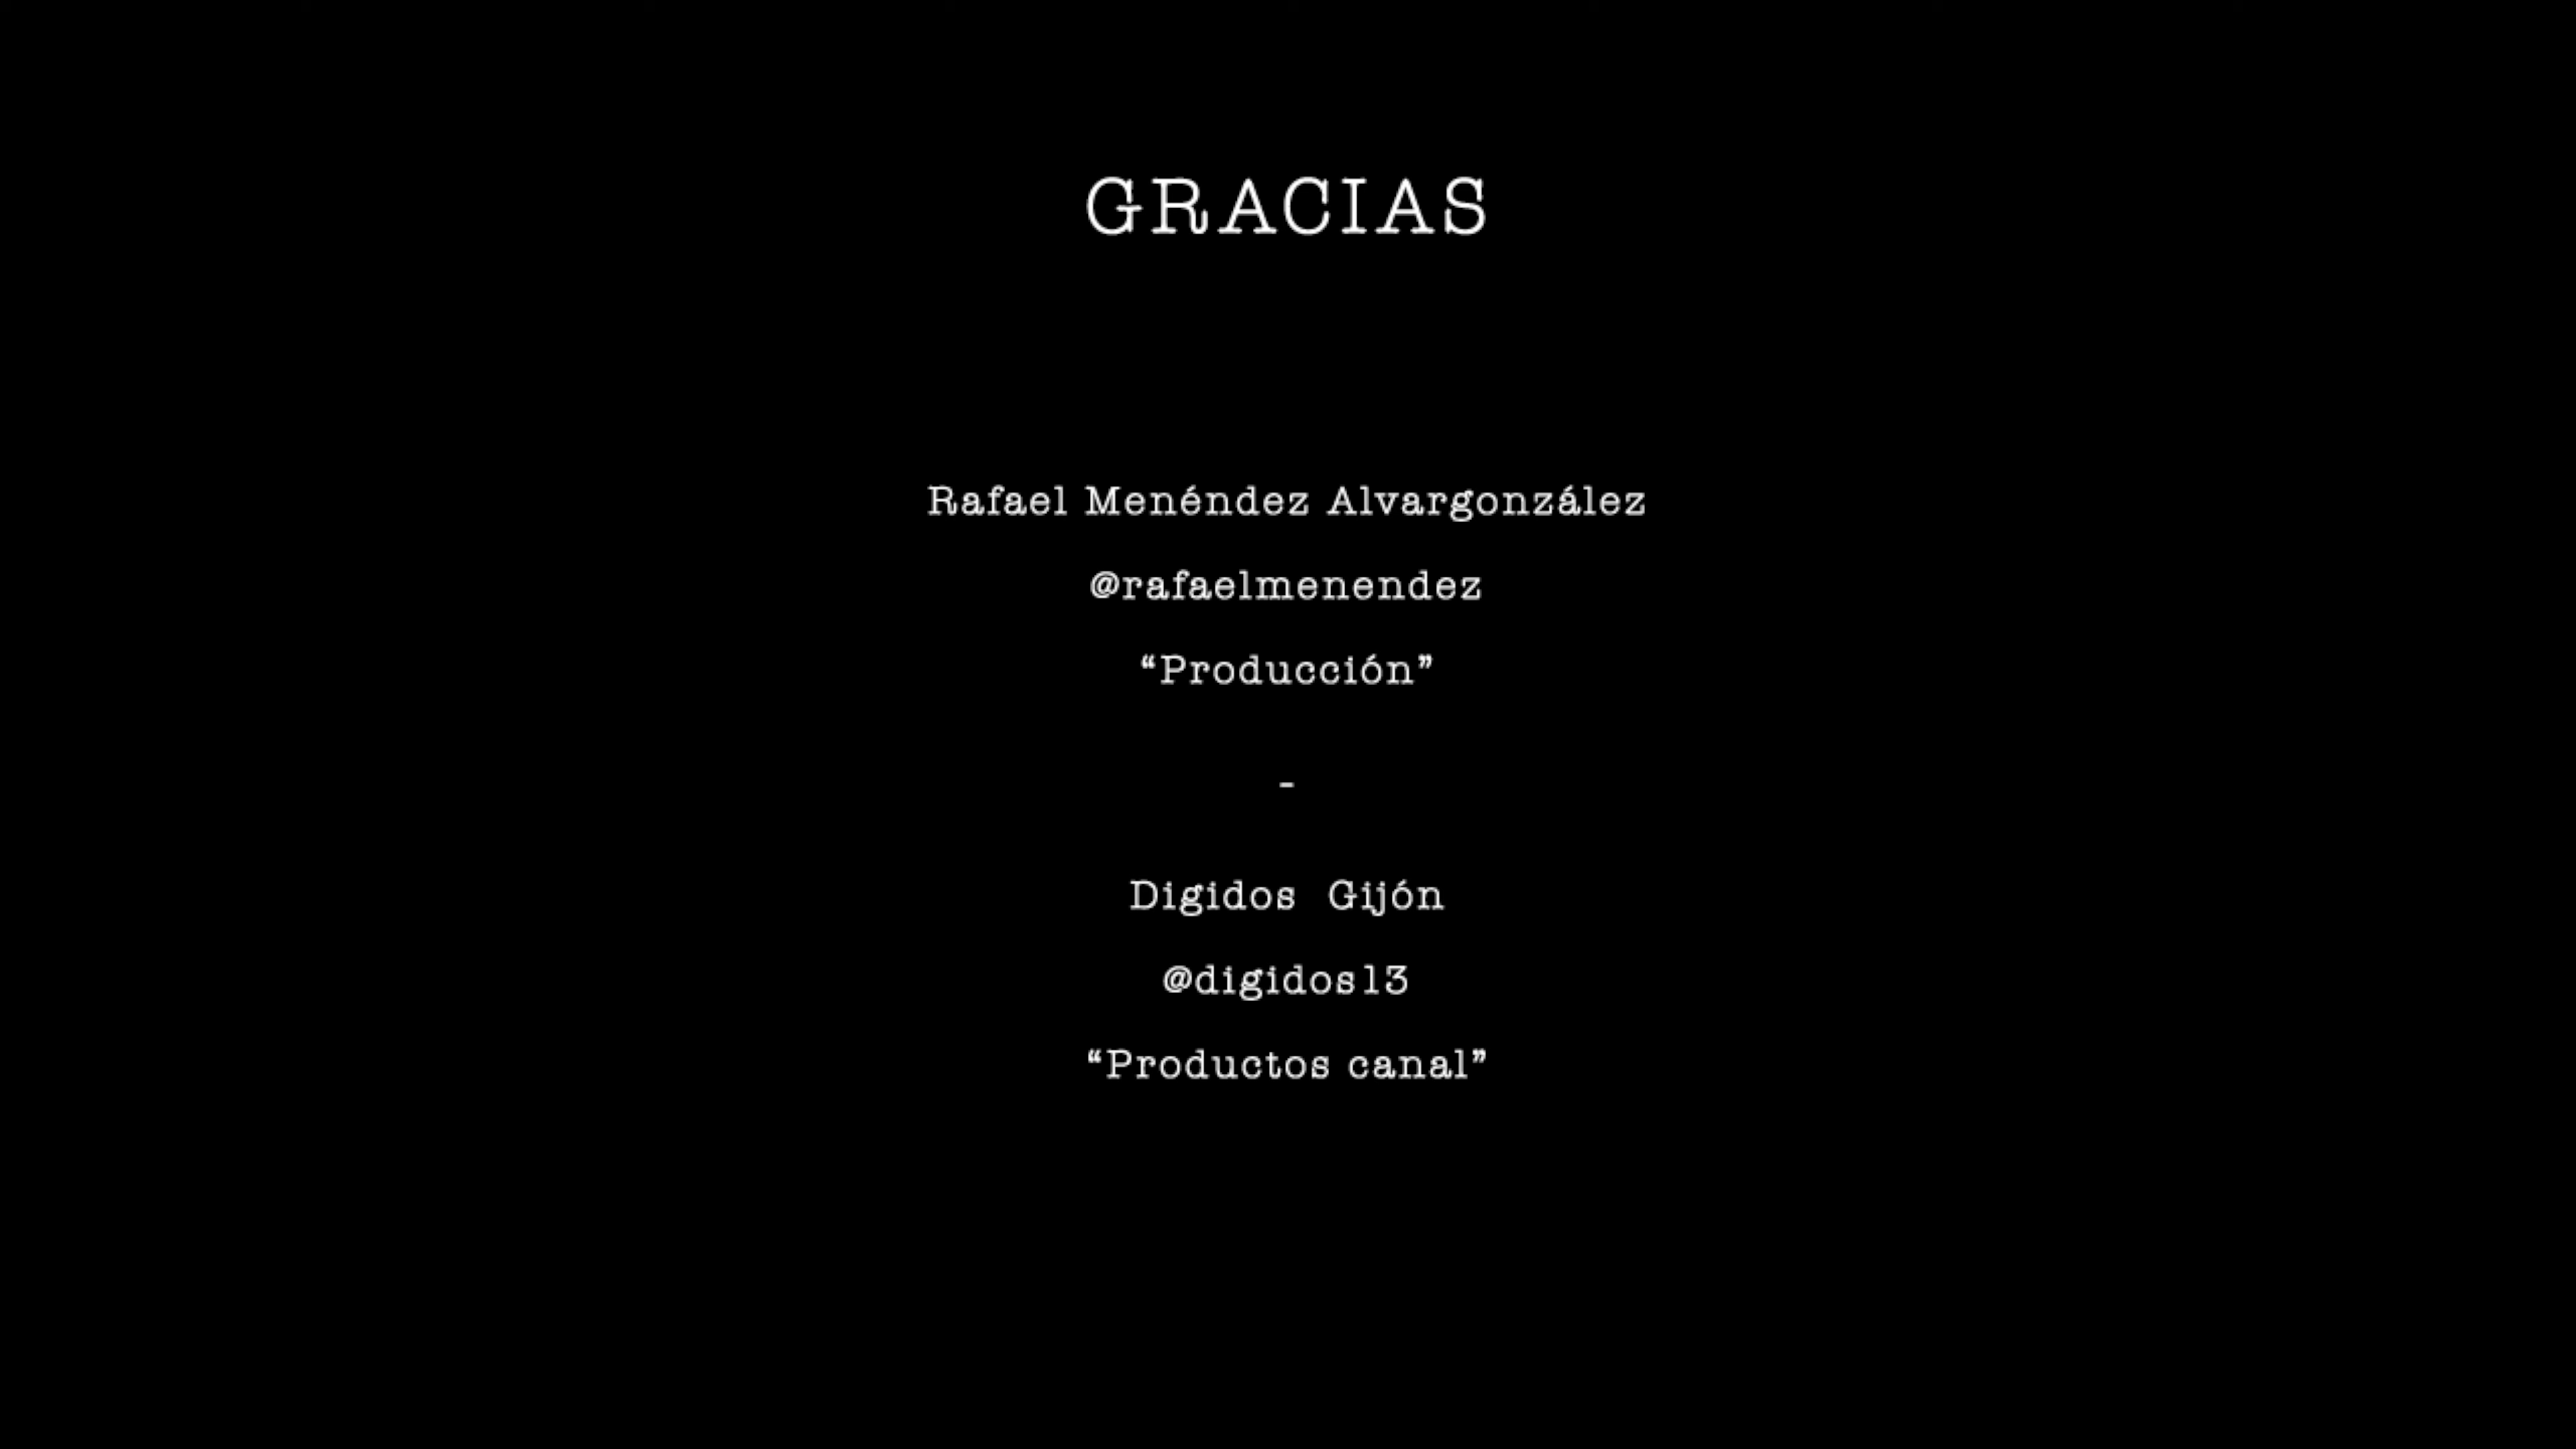 GRACIAS
Rafael Menéndez Alvargonzález
@rafaelmenendez
“Producción”
-
Digidos  Gijón
@digidos13
“Productos canal”